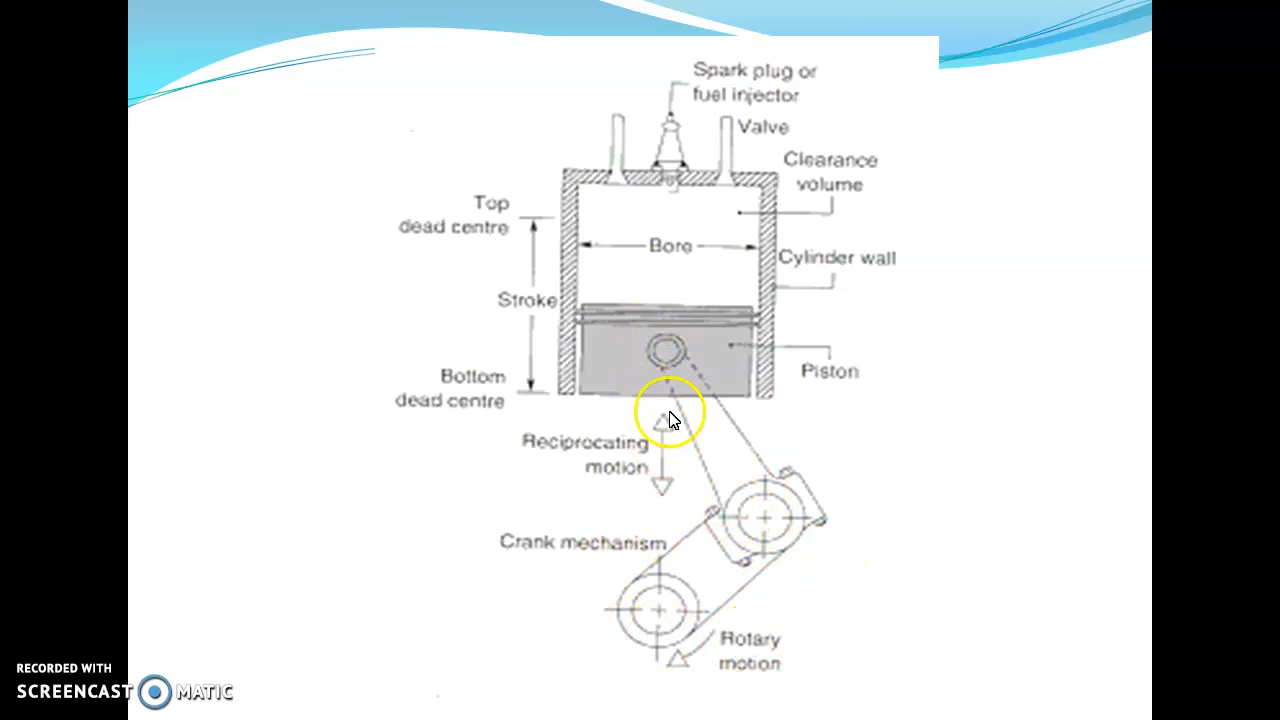 Spark plug or
fuel injector
Valve
Clearance
volume
Top
dead centre
Bore
Cylinder wall
Stroke
Piston
Bottom
dead centre
Reciprocating
motion
Crank mechanism
Rotary
motion
RECORDED WITH
SCREENCAST MATIC